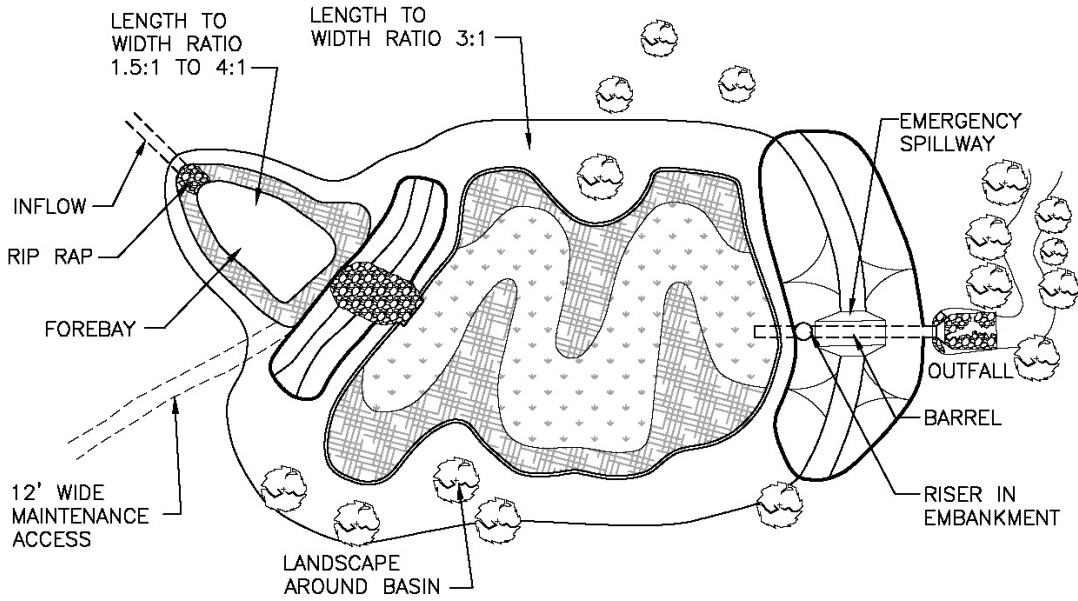 LENGTH TO
WIDTH RATIO
1.5:1 TO 4:1
LENGTH TO
WIDTH RATIO 3:1
EMERGENCY
SPILLWAY
INFLOW
RIP RAP
FOREBAY
OUTFALL
BARREL
12' WIDE
MAINTENANCE
ACCESS
RISER IN
EMBANKMENT
LANDSCAPE
AROUND BASIN